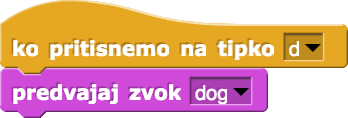 ko pritisnemo na tipko d
predvajaj zvok dog